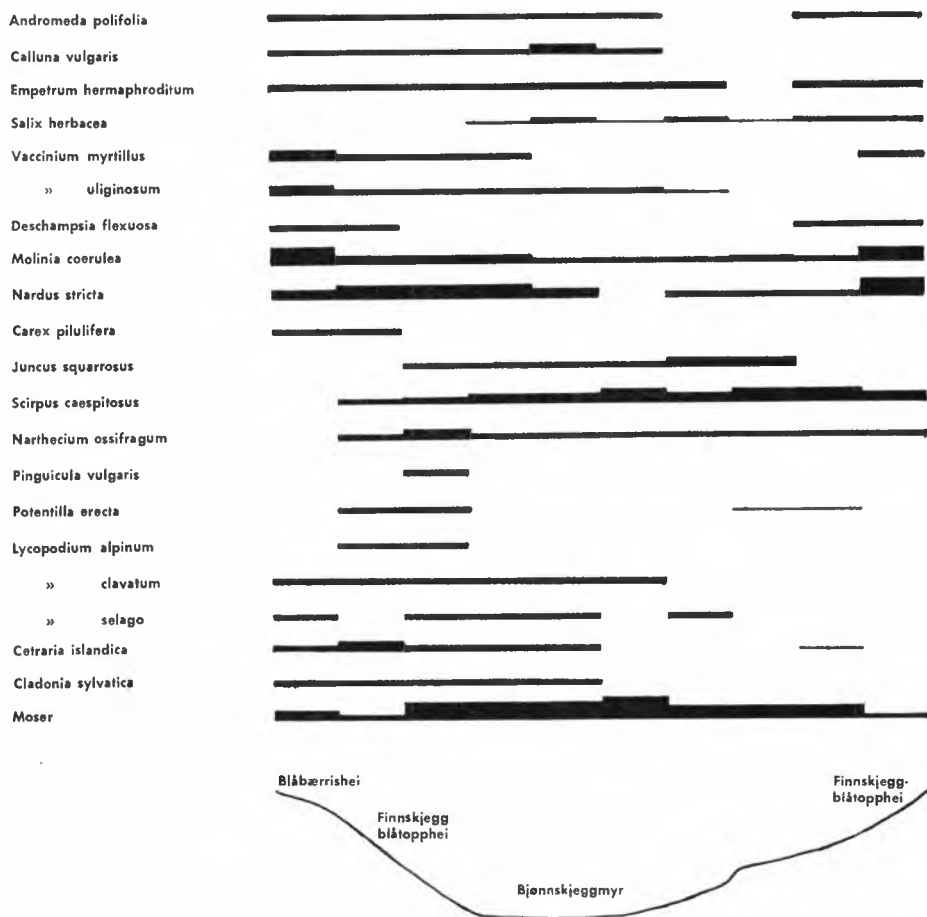 Andromeda polifolia
Calluna vulgaris
Empetrum hermaphroditum
Salix herbacea
Vaccinium myrtillus
» uliginosum
Deschampsia flexuosa
Molinia coerulea
Nardus stricta
Carex pilulifera
Juncus squarrosus
Scirpus caespitosus
Narthecium ossifragum
Pinguicula vulgaris
Potentilla erecta
Lycopodium alpinum
» clavatum
» selago
Cetraria islandica
Cladonia sylvatica
Moser
Blåbærrishei
Finnskjegg
blåtopphei
Bjønnskjeggmyr
Finnskjegg-
blåtopphei